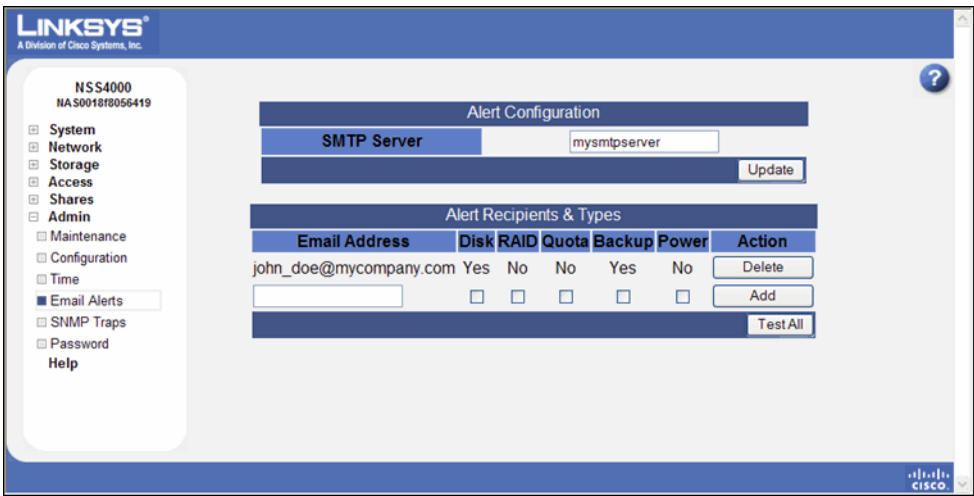 LINKSYS®
A Division of Cisco Systems, Inc.
NSS4000
NAS0018f8056419
System
Network
Storage
Access
Shares
Admin
Maintenance
Configuration
Time
Email Alerts
SNMP Traps
Password
Help
?
Alert Configuration
SMTP Server mysmtpserver
Update
Alert Recipients & Types
Email Address Disk RAID Quota Backup Power Action
john_doe@mycompany.com Yes No No Yes No Delete
Add
Test All
CISCO.